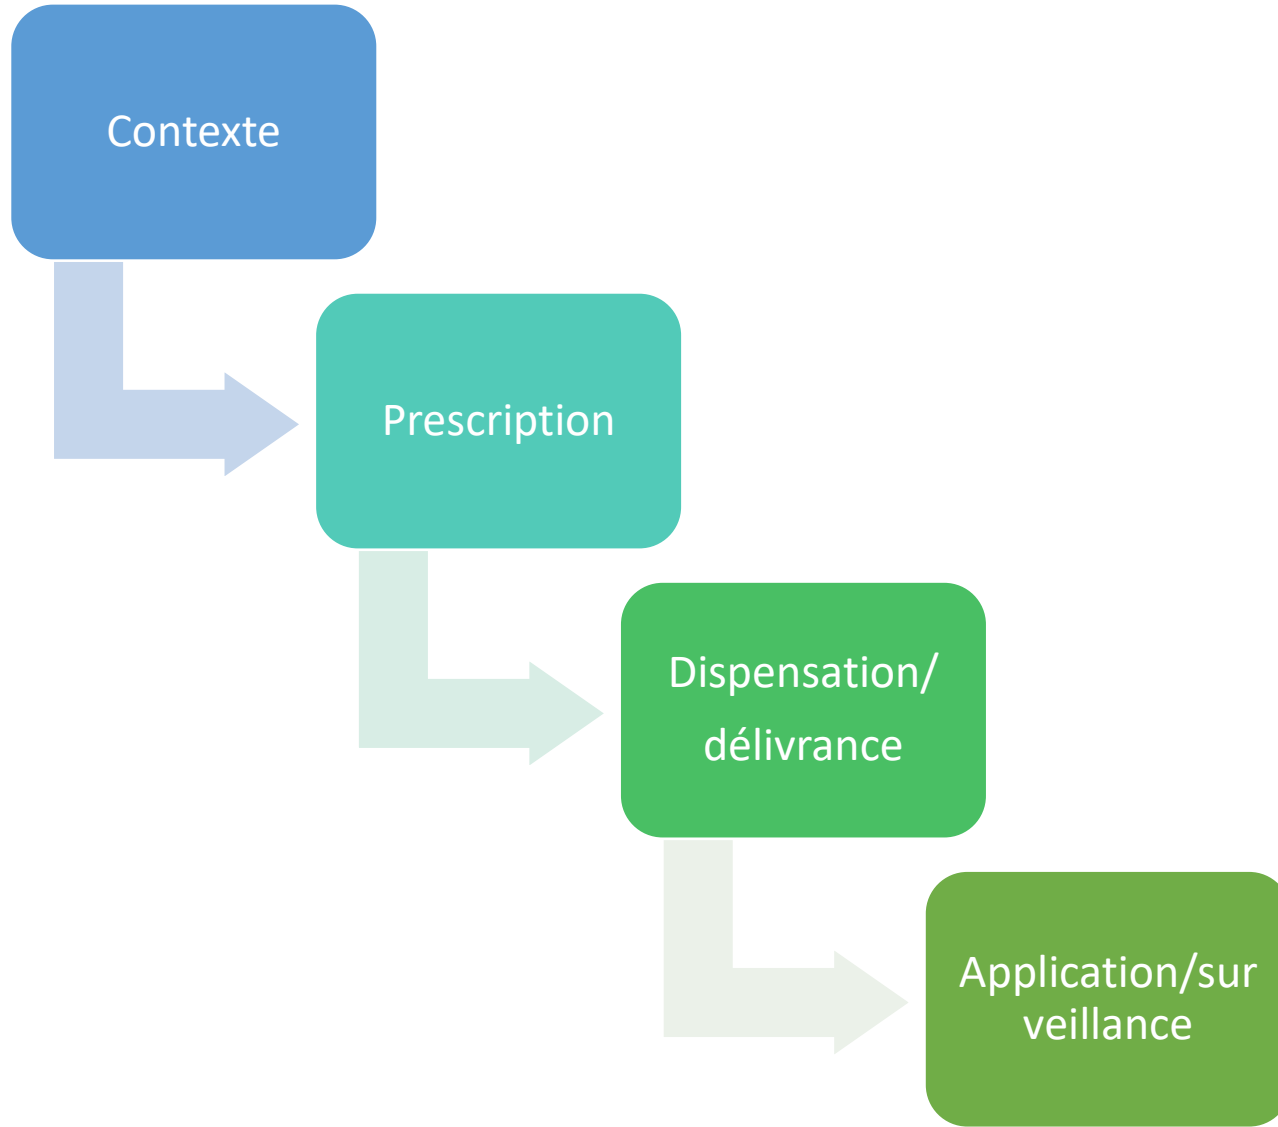 Contexte
Prescription
Dispensation/
délivrance
Application/sur
veillance